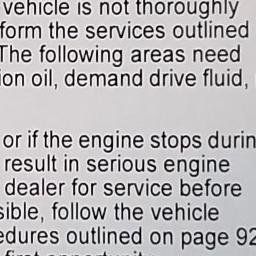 vehicle is not thoroughly
form the services outlined
The following areas need
ion oil, demand drive fluid,
or if the engine stops durin
result in serious engine
dealer for service before
sible, follow the vehicle
edures outlined on page 92
first opportunity